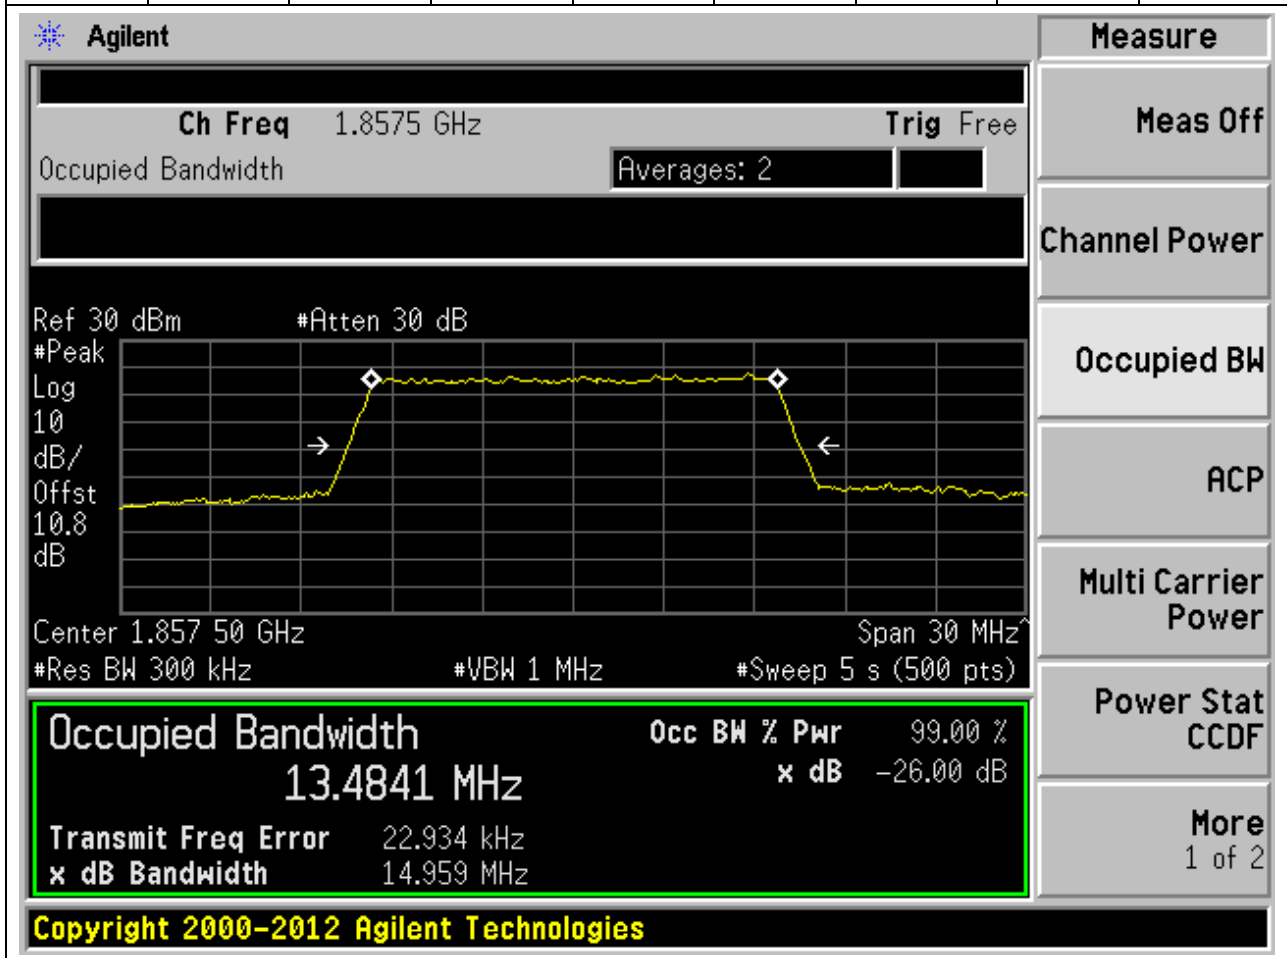 Agilent
Measure
Ch Freq 1.8575 GHz Trig Free
Occupied Bandwidth Averages: 2
Meas Off
Channel Power
Occupied BW
ACP
Multi Carrier
Power
Power Stat
CCDF
More
1 of 2
Ref 30 dBm #Atten 30 dB
#Peak
Log
10
dB/
Offst
10.8
dB
Center 1.857 50 GHz Span 30 MHz^
#Res BW 300 kHz #VBW 1 MHz #Sweep 5 s (500 pts)
Occupied Bandwidth Occ BW % Pwr 99.00 %
13.4841 MHz x dB -26.00 dB
Transmit Freq Error 22.934 kHz
x dB Bandwidth 14.959 MHz
Copyright 2000-2012 Agilent Technologies